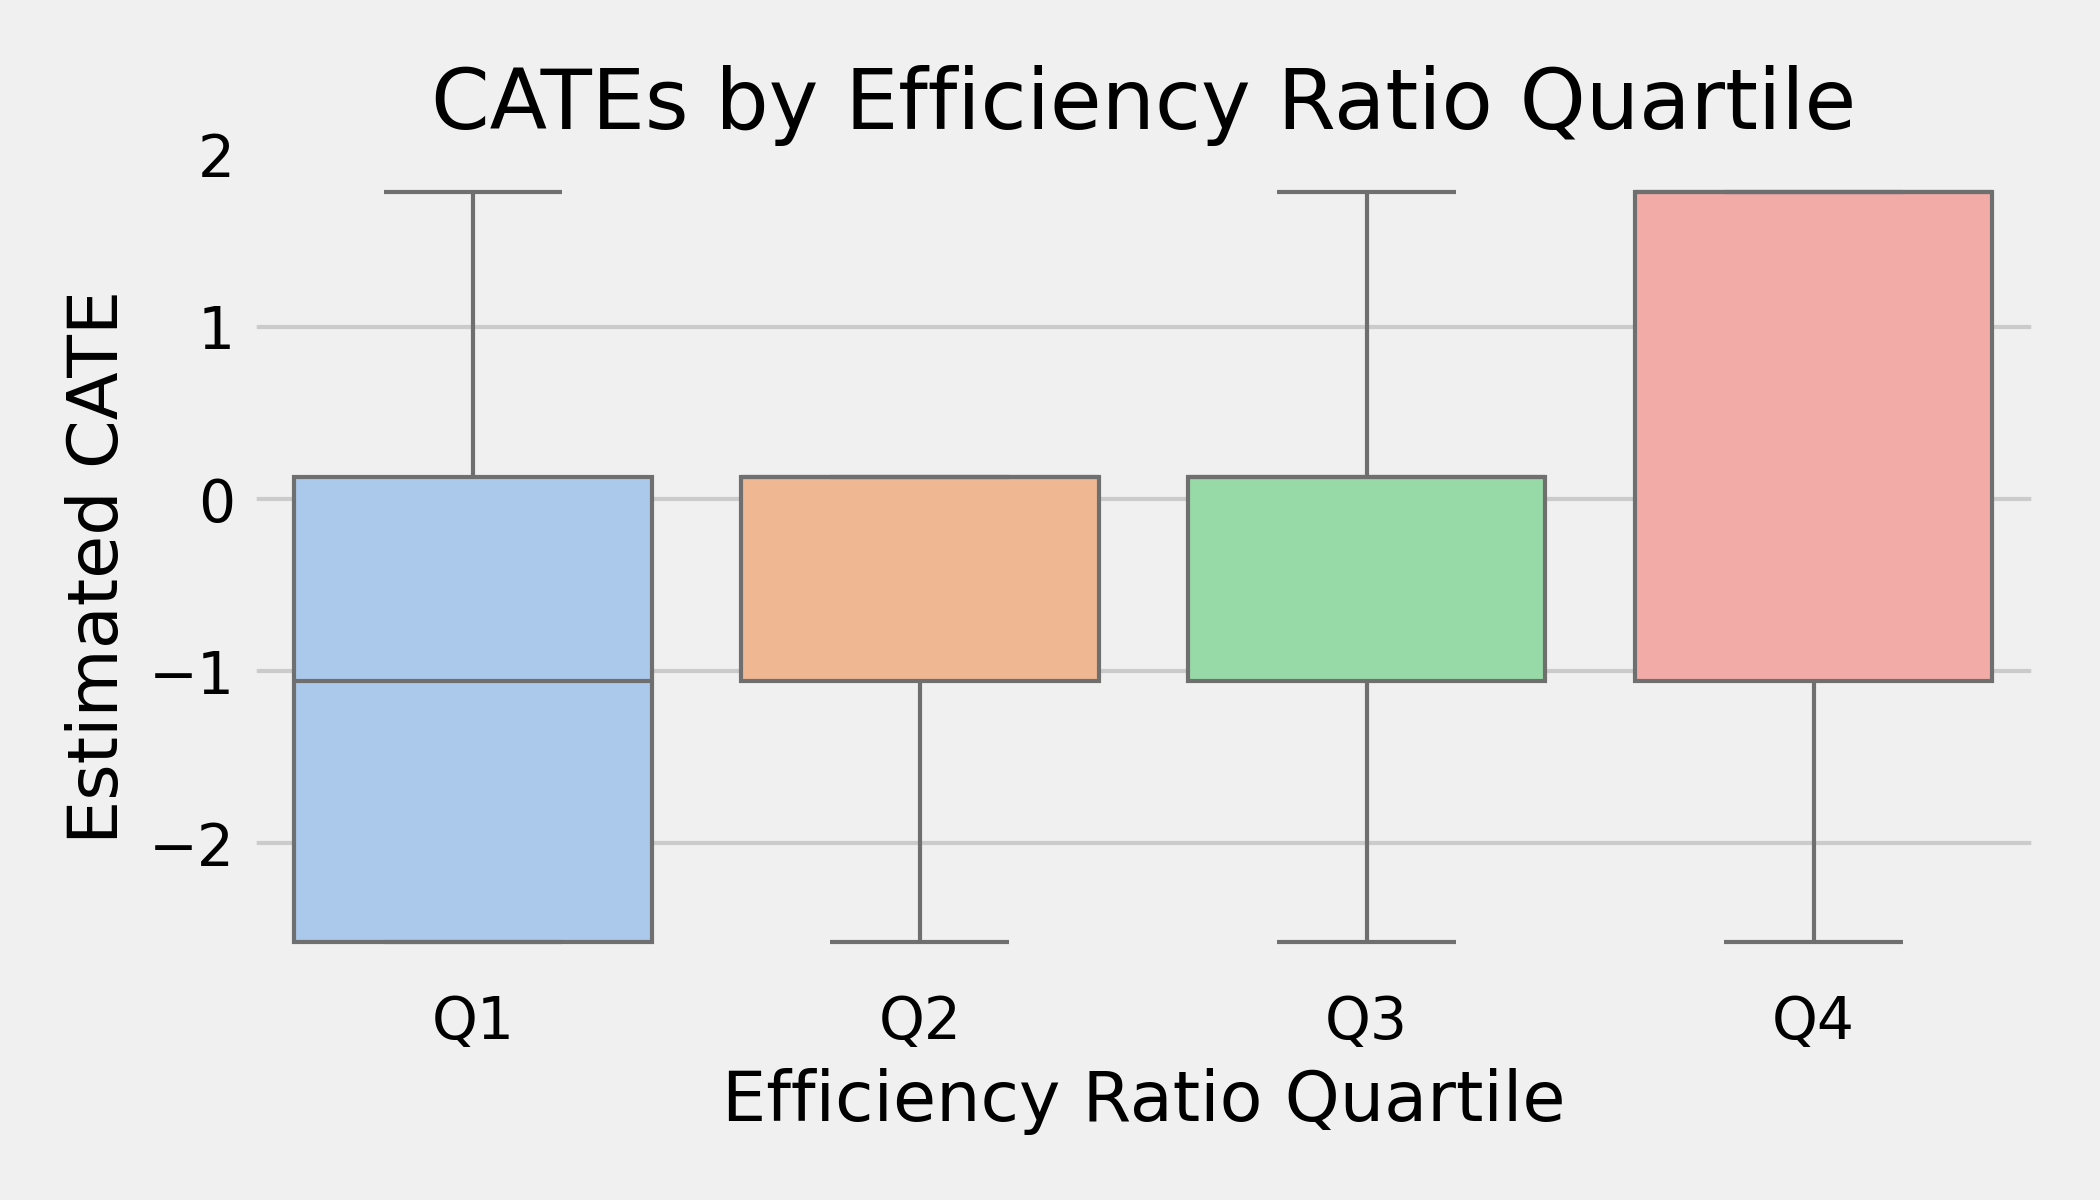 CATEs by Efficiency Ratio Quartile
2
1
0
−1
−2
Estimated CATE
Q1 Q2 Q3 Q4
Efficiency Ratio Quartile